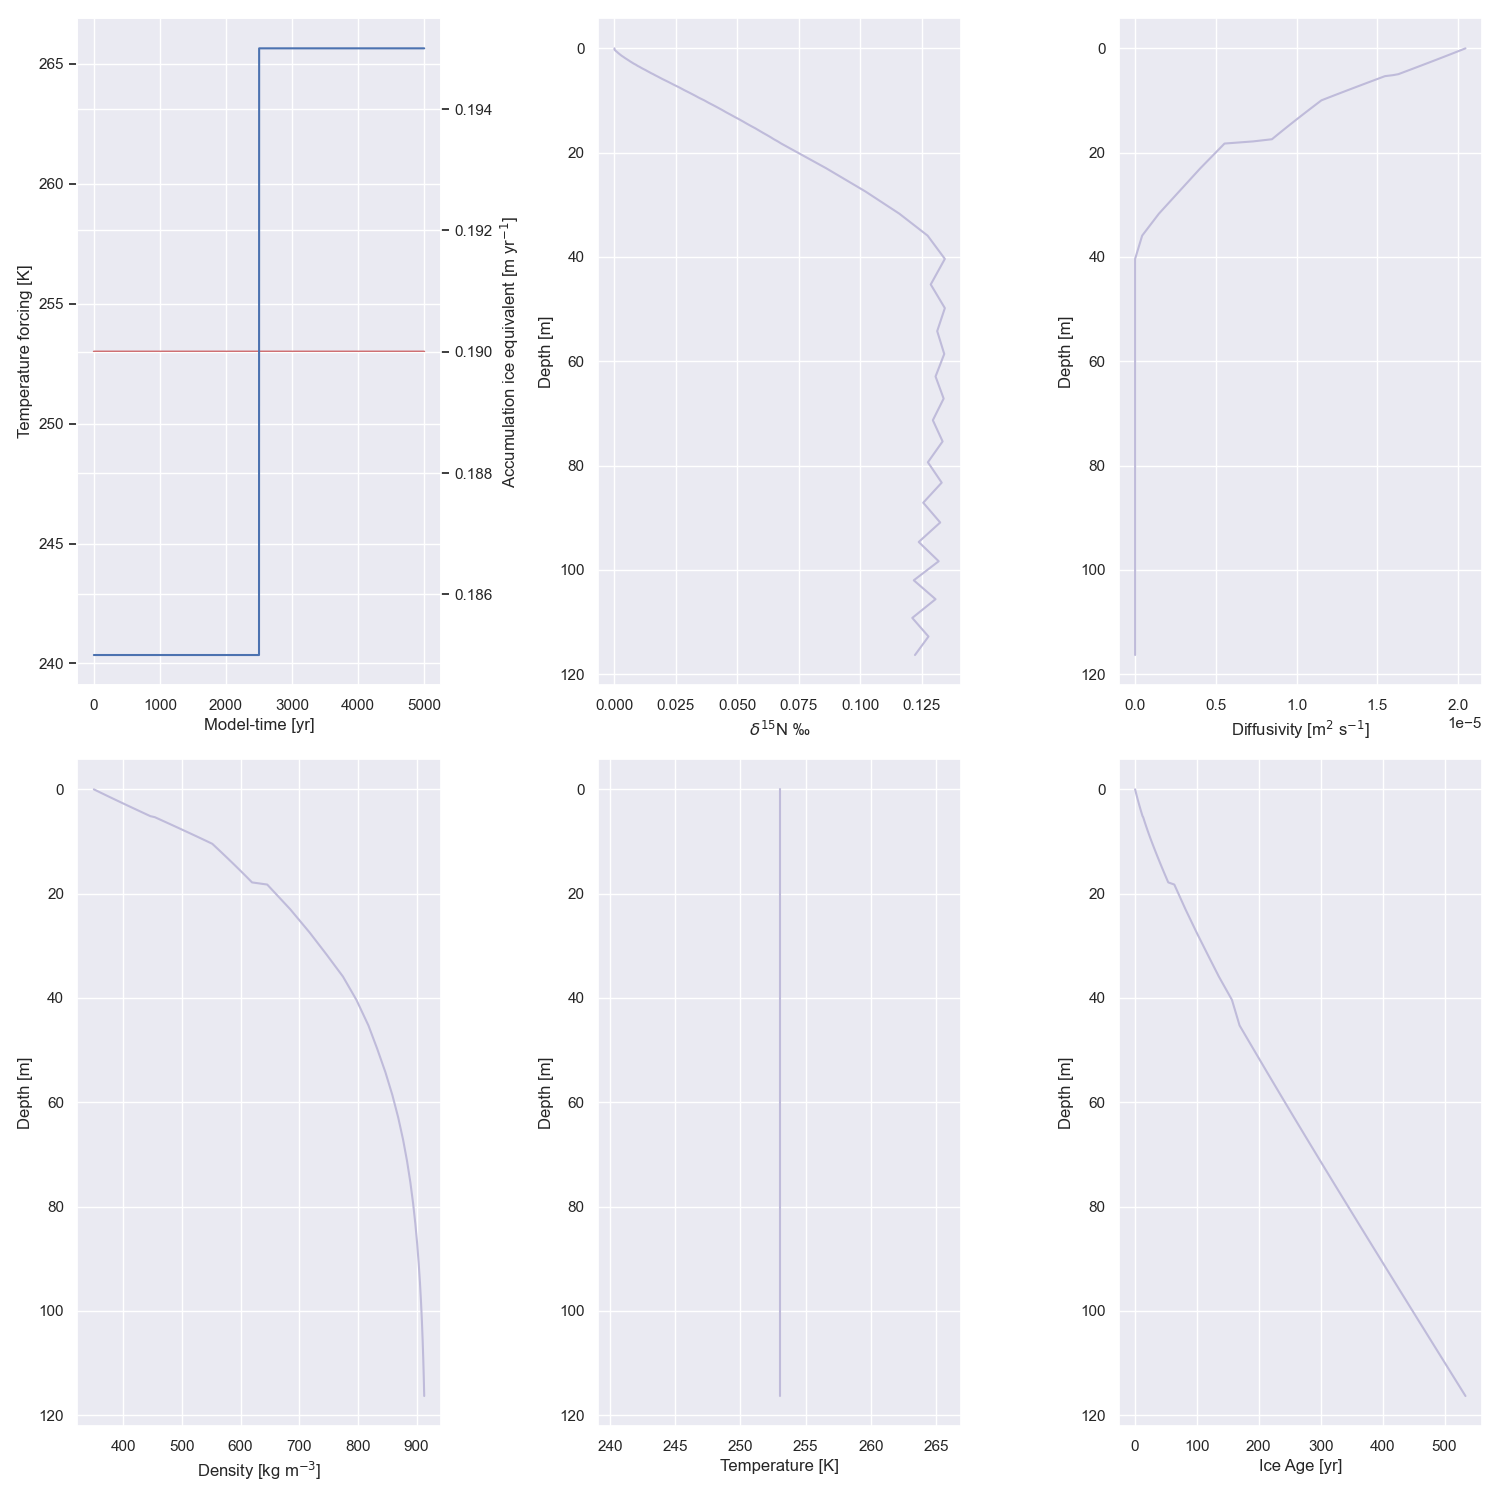 Temperature forcing [K]
265
260
255
250
245
240
0 1000 2000 3000 4000 5000
Model-time [yr]
0.194
0.192
0.190
0.188
0.186
Accumulation ice equivalent [m yr⁻¹]
Depth [m]
0
20
40
60
80
100
120
0.000 0.025 0.050 0.075 0.100 0.125
δ¹⁵N ‰
Depth [m]
0
20
40
60
80
100
120
0.0 0.5 1.0 1.5 2.0
1e−5
Diffusivity [m² s⁻¹]
Depth [m]
0
20
40
60
80
100
120
400 500 600 700 800 900
Density [kg m⁻³]
Depth [m]
0
20
40
60
80
100
120
240 245 250 255 260 265
Temperature [K]
Depth [m]
0
20
40
60
80
100
120
0 100 200 300 400 500
Ice Age [yr]